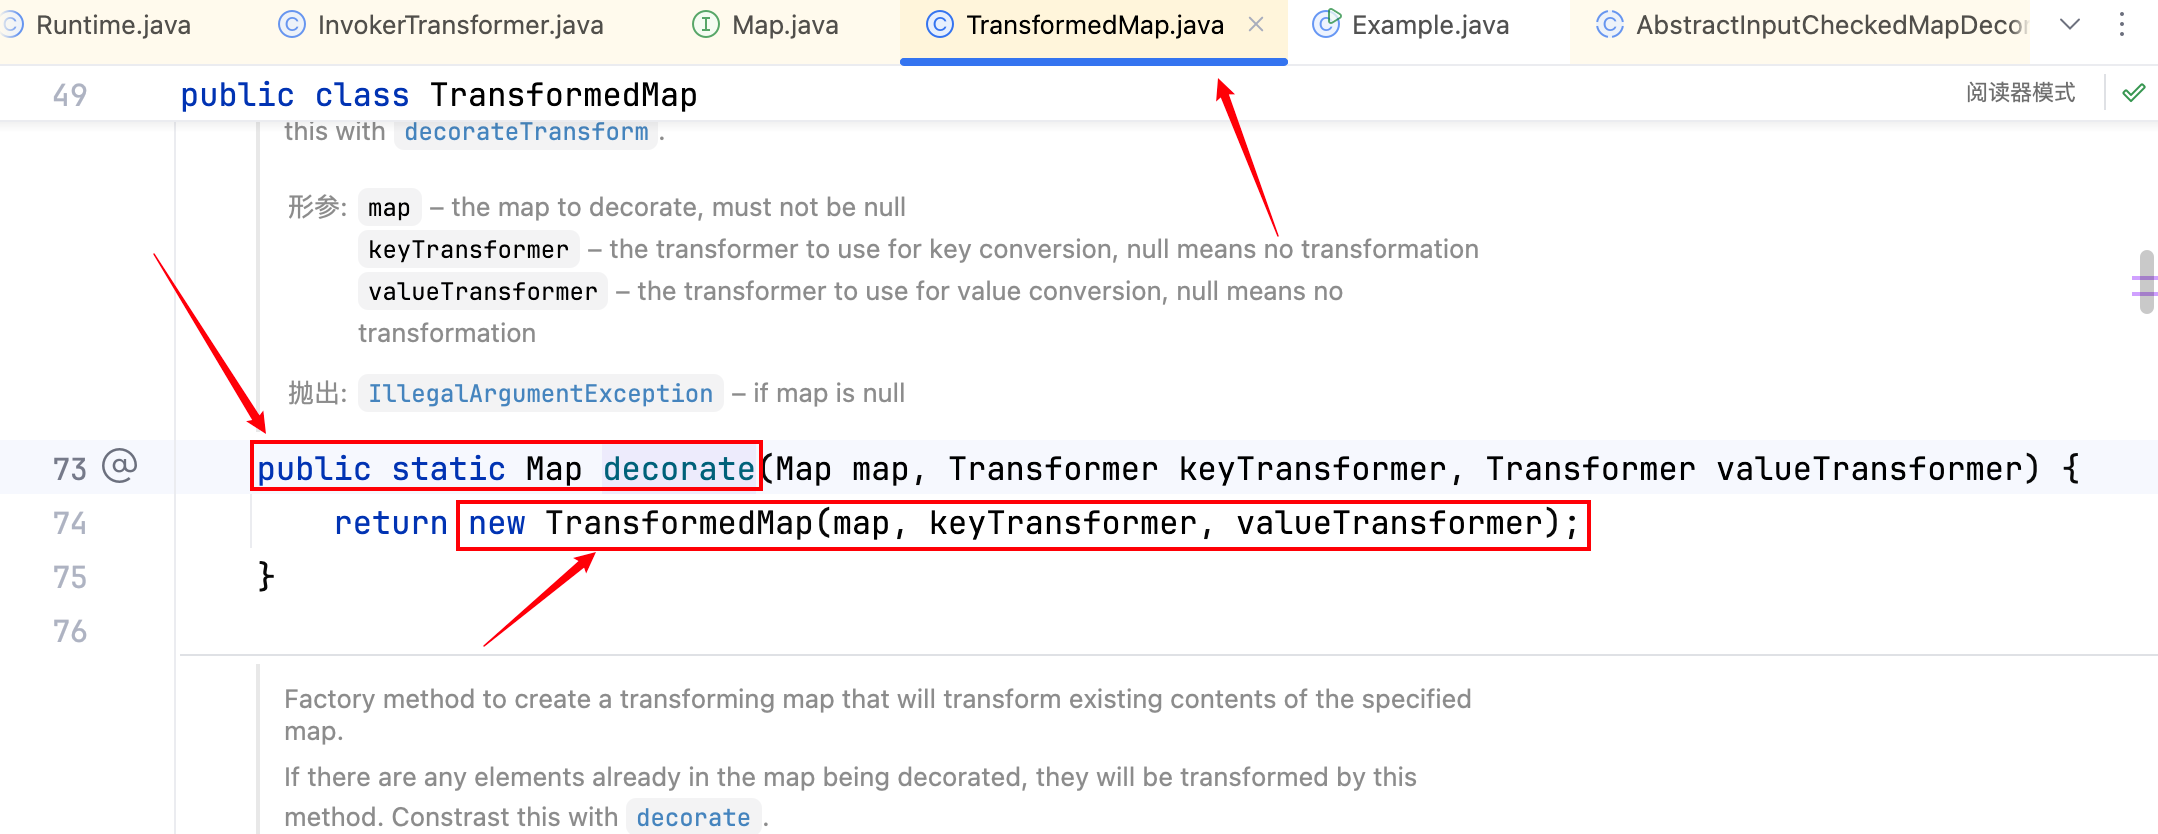 Runtime.java InvokerTransformer.java Map.java TransformedMap.java Example.java AbstractInputCheckedMapDecor
49 public class TransformedMap 阅读器模式
this with decorateTransform.
形参: map – the map to decorate, must not be null
keyTransformer – the transformer to use for key conversion, null means no transformation
valueTransformer – the transformer to use for value conversion, null means no
transformation
抛出: IllegalArgumentException – if map is null
73 @ public static Map decorate(Map map, Transformer keyTransformer, Transformer valueTransformer) {
74 return new TransformedMap(map, keyTransformer, valueTransformer);
75 }
76
Factory method to create a transforming map that will transform existing contents of the specified
map.
If there are any elements already in the map being decorated, they will be transformed by this
method. Constrast this with decorate.